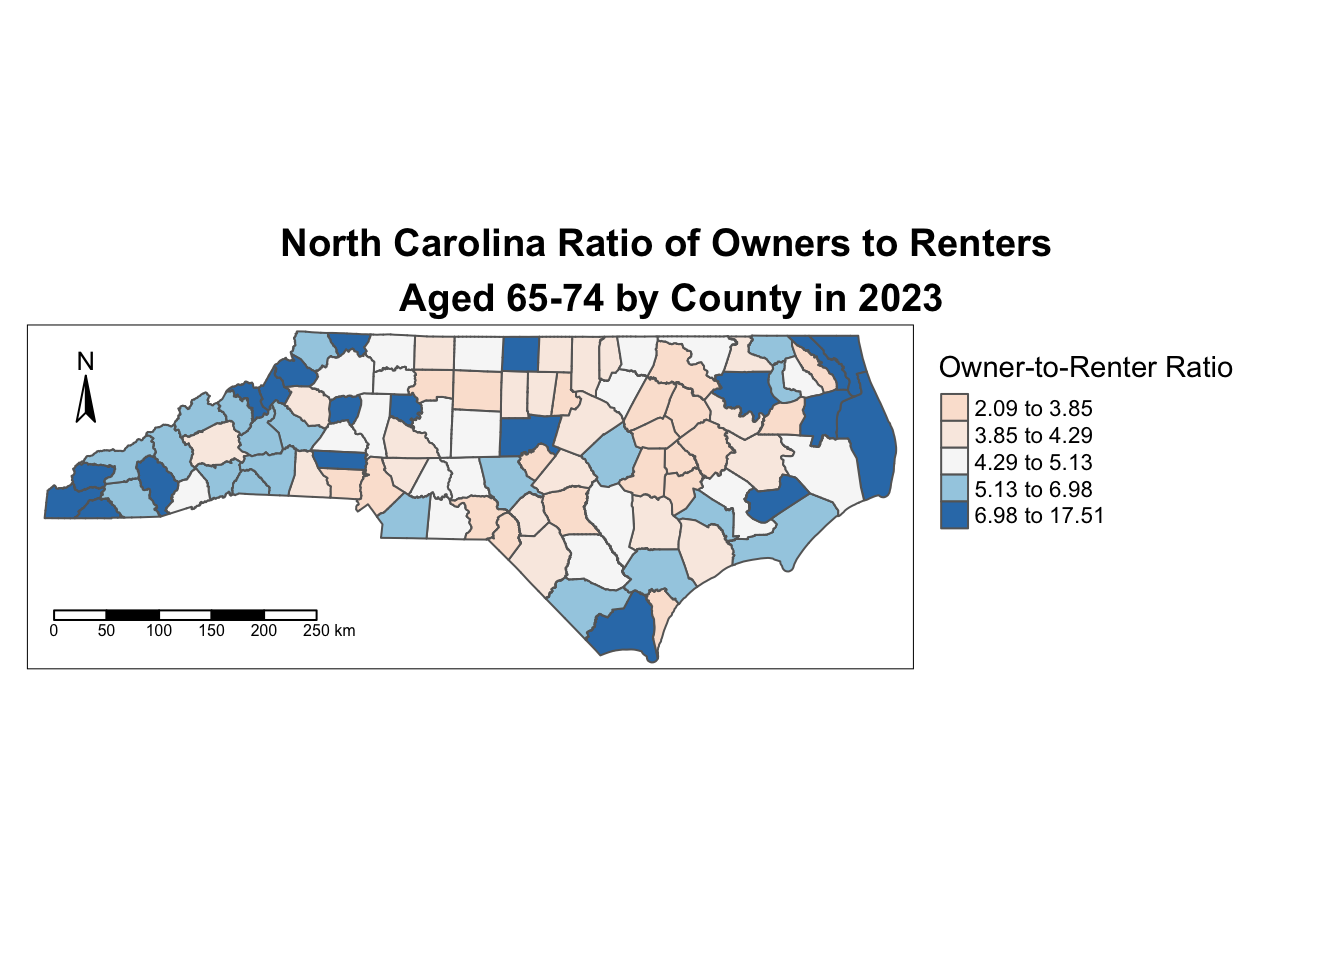 North Carolina Ratio of Owners to Renters
Aged 65-74 by County in 2023
N
0 50 100 150 200 250 km
Owner-to-Renter Ratio
2.09 to 3.85
3.85 to 4.29
4.29 to 5.13
5.13 to 6.98
6.98 to 17.51